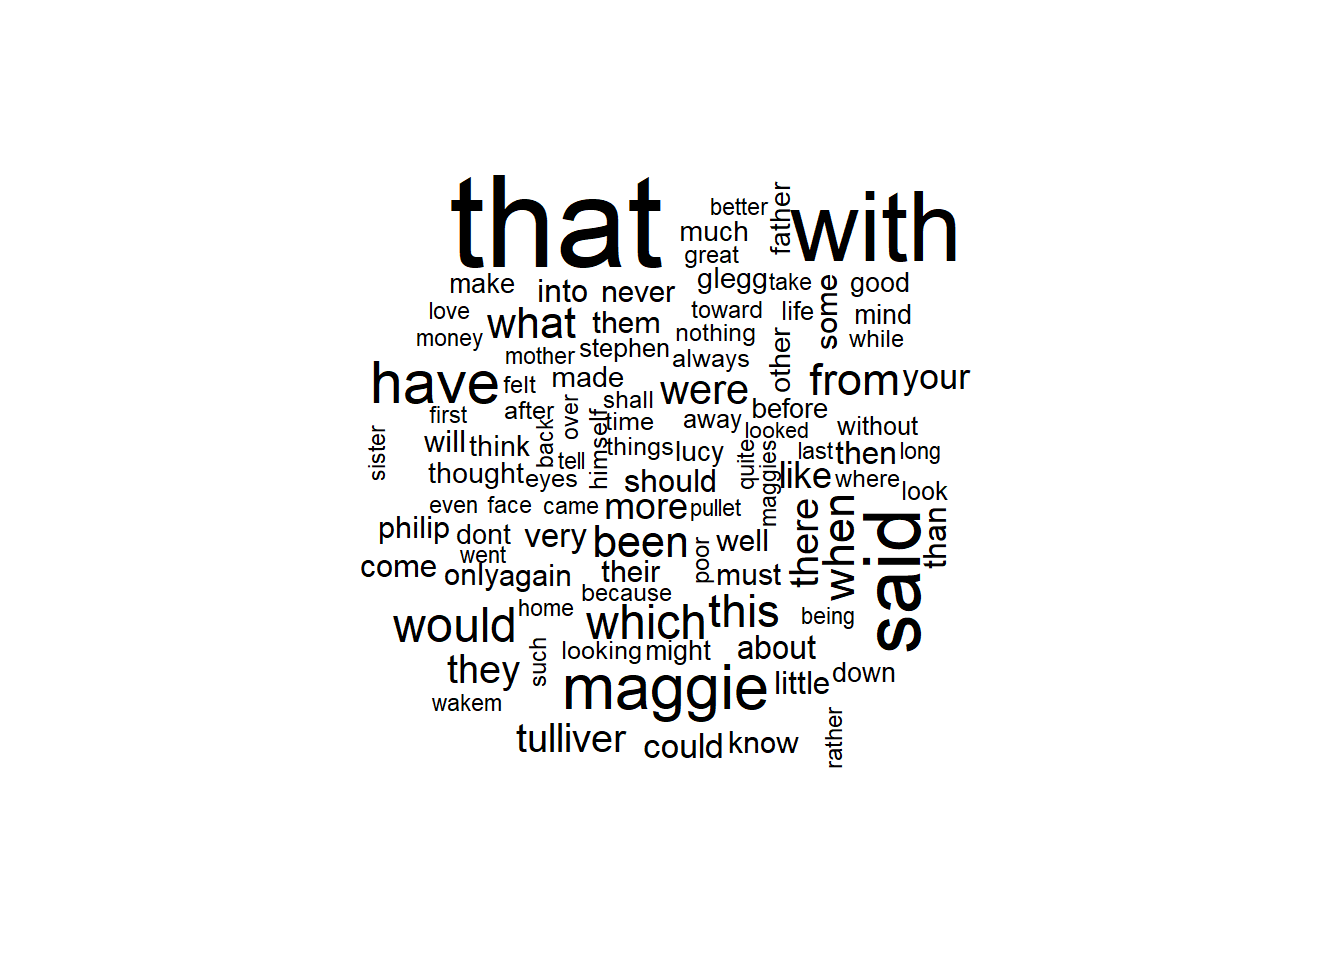 that
with
better
father
much
great
make
into
never
glegg
take
some
good
love
what
them
toward
life
mind
money
nothing
while
mother
stephen
always
other
have
felt
made
were
from
your
first
after
over
shall
time
away
before
looked
without
sister
will
think
back
tell
himself
things
lucy
quite
maggies
last
then
long
thought
eyes
should
like
where
look
even
face
came
more
pullet
there
when
said
than
philip
dont
very
been
well
went
come
only
again
their
poor
must
because
home
would
which
this
being
such
looking
might
about
they
maggie
little
down
wakem
tulliver
could
know
rather